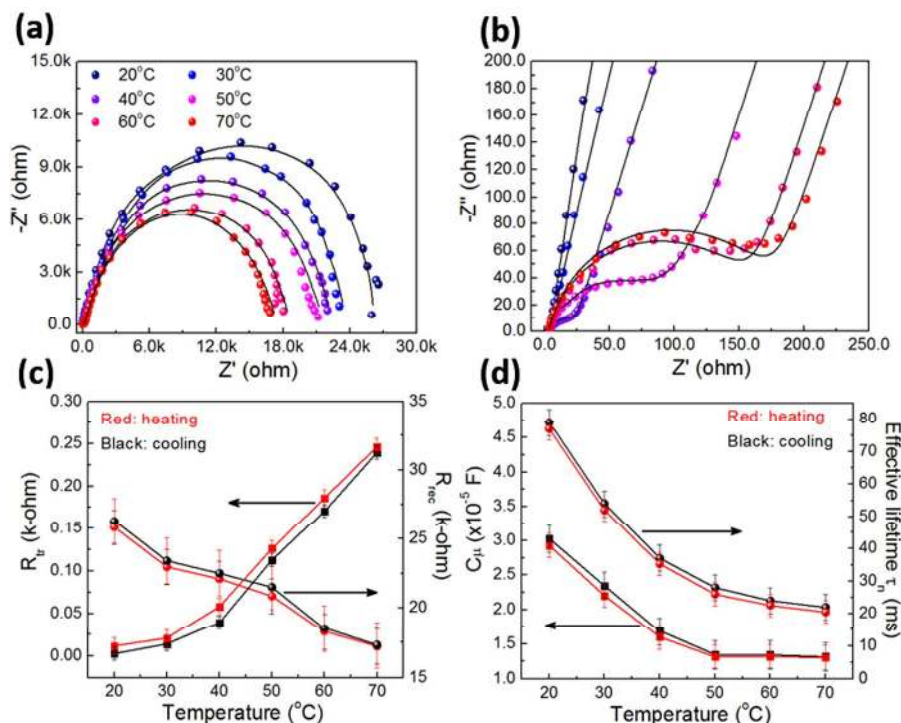 (a)
15.0k
12.0k
9.0k
6.0k
3.0k
0.0
-Z" (ohm)
20°C 30°C
40°C 50°C
60°C 70°C
0.0 6.0k 12.0k 18.0k 24.0k 30.0k
Z' (ohm)
(b)
200.0
180.0
160.0
140.0
120.0
100.0
80.0
60.0
40.0
20.0
0.0
-Z" (ohm)
0.0 50.0 100.0 150.0 200.0 250.0
Z' (ohm)
(c)
0.30
0.25
0.20
0.15
0.10
0.05
0.00
R_tr (k-ohm)
Red: heating
Black: cooling
35
31
27
24
20
17
R_rec (k-ohm)
20 30 40 50 60 70
Temperature (°C)
(d)
5.0
4.5
4.0
3.5
3.0
2.5
2.0
1.5
1.0
Cμ (x10⁻⁵ F)
Red: heating
Black: cooling
80
70
60
50
40
30
20
10
0
Effective lifetime τ_n (ms)
20 30 40 50 60 70
Temperature (°C)